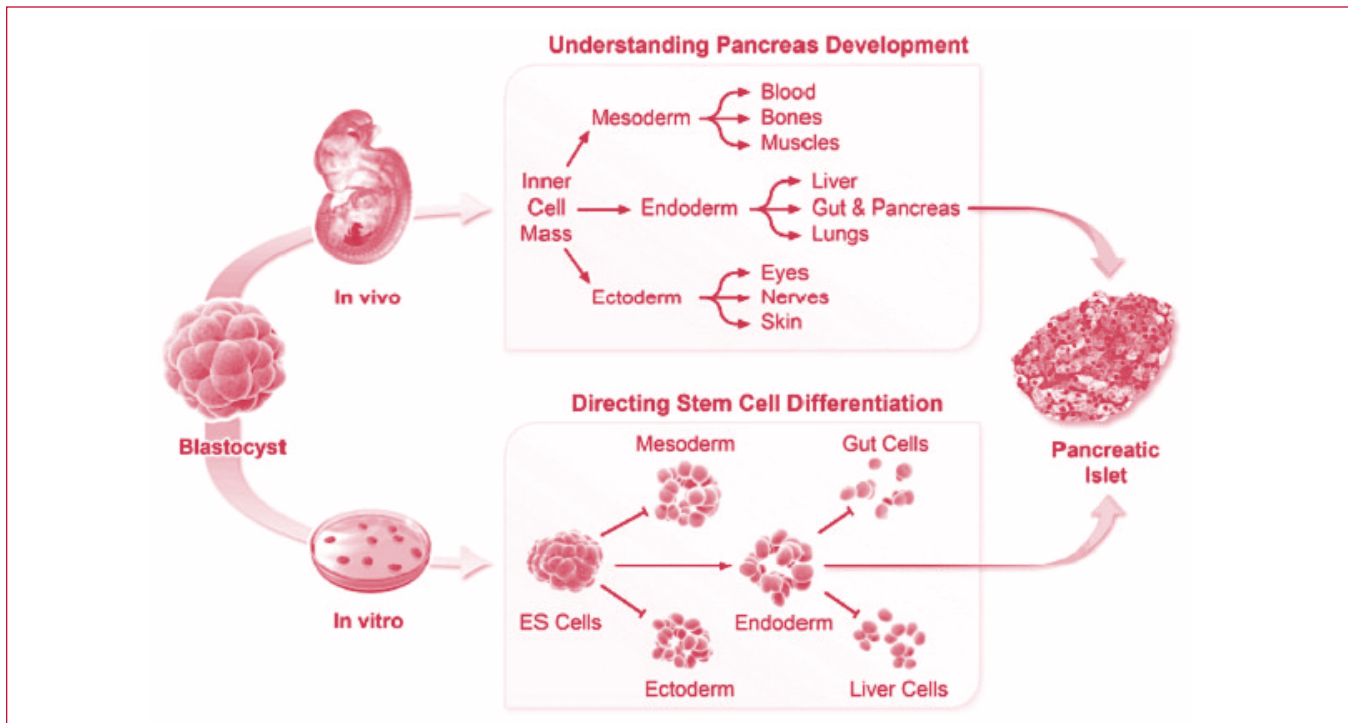 Understanding Pancreas Development
Blood
Mesoderm
Bones
Muscles
Inner
Cell
Mass
Endoderm
Liver
Gut & Pancreas
Lungs
Ectoderm
Eyes
Nerves
Skin
In vivo
Blastocyst
In vitro
Directing Stem Cell Differentiation
Mesoderm
Gut Cells
ES Cells
Endoderm
Ectoderm
Liver Cells
Pancreatic
Islet